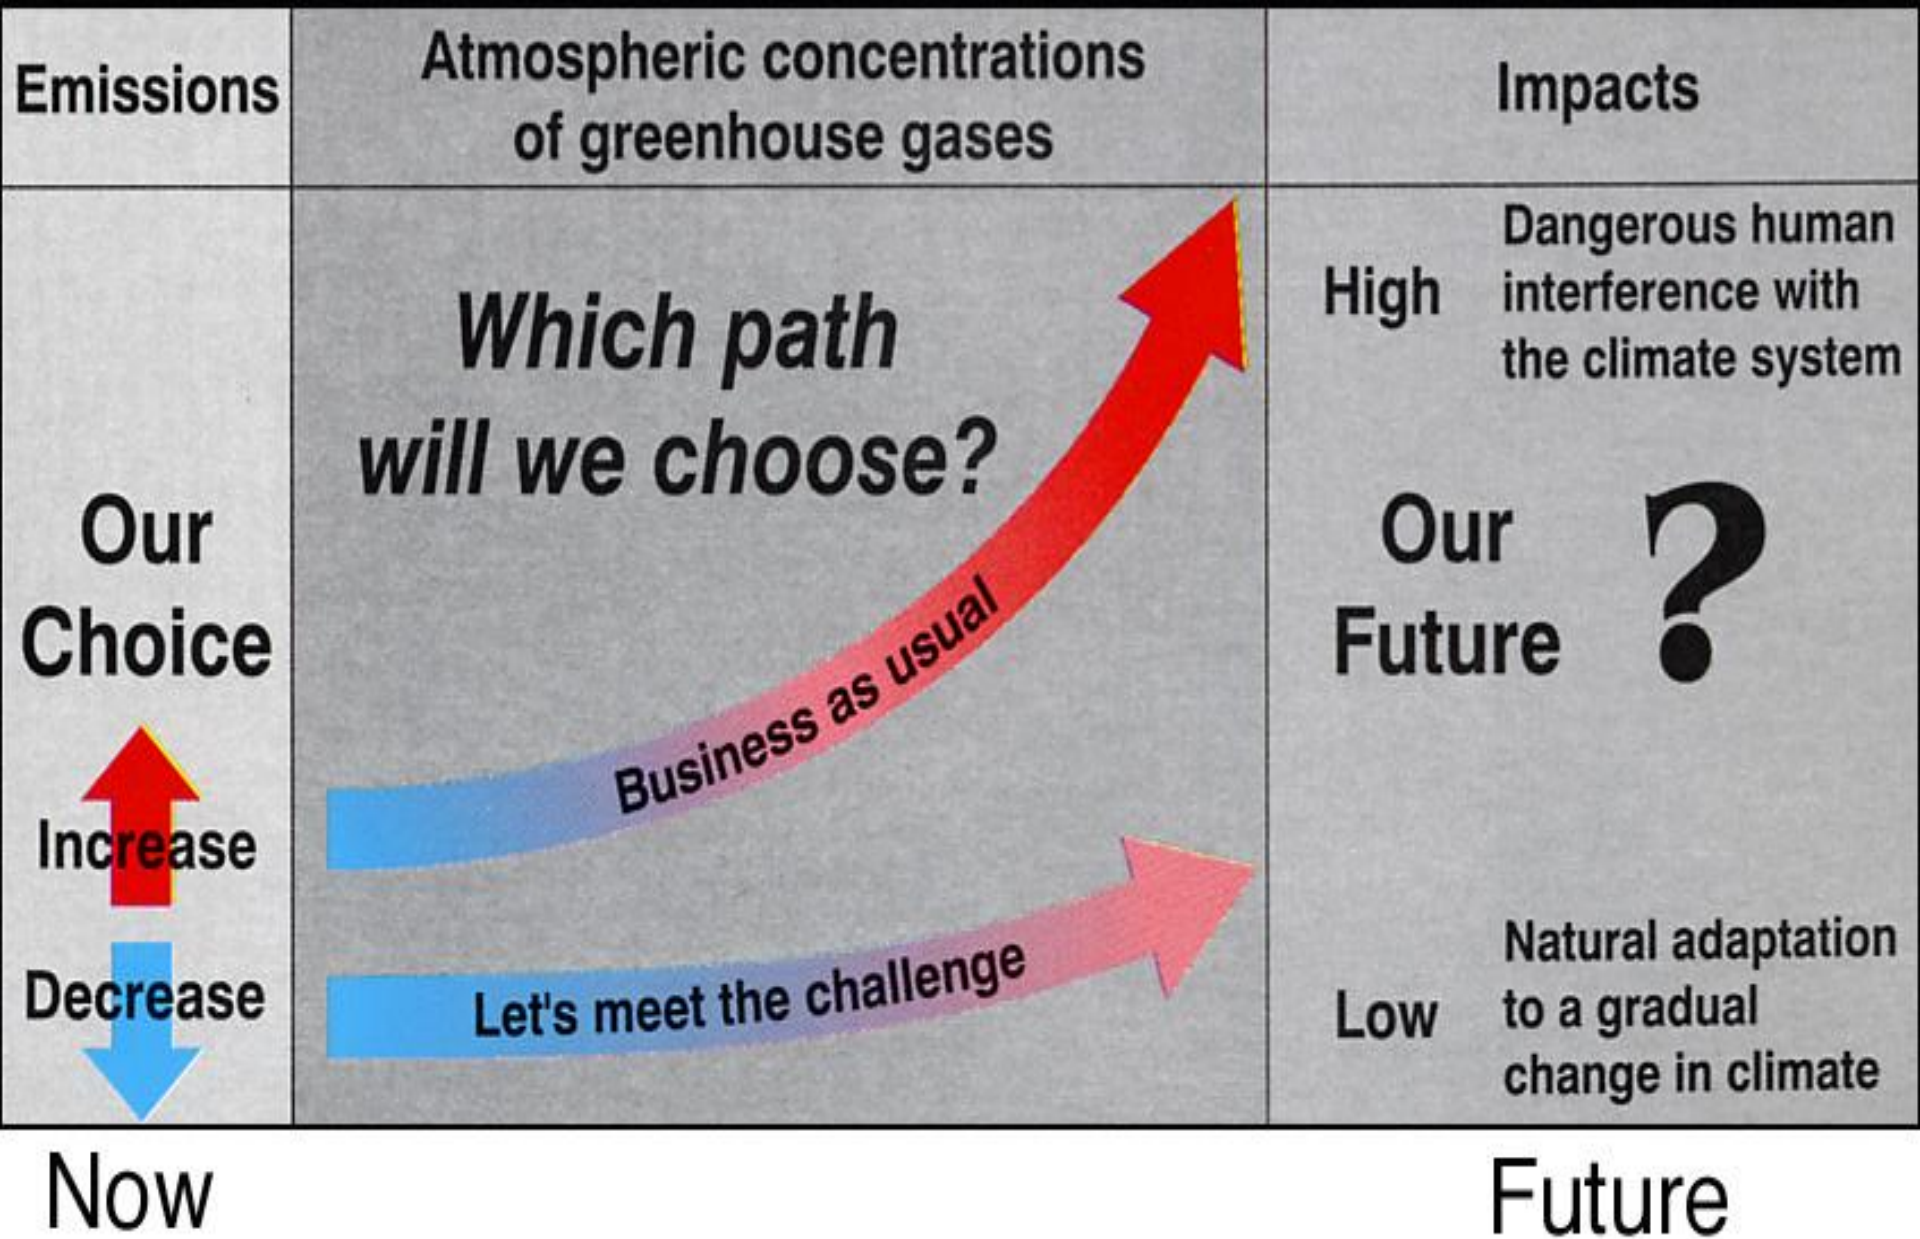 Emissions
Atmospheric concentrations
of greenhouse gases
Impacts
Our
Choice
Increase
Decrease
Which path
will we choose?
Business as usual
Let's meet the challenge
High
Dangerous human
interference with
the climate system
Our
Future
?
Low
Natural adaptation
to a gradual
change in climate
Now
Future